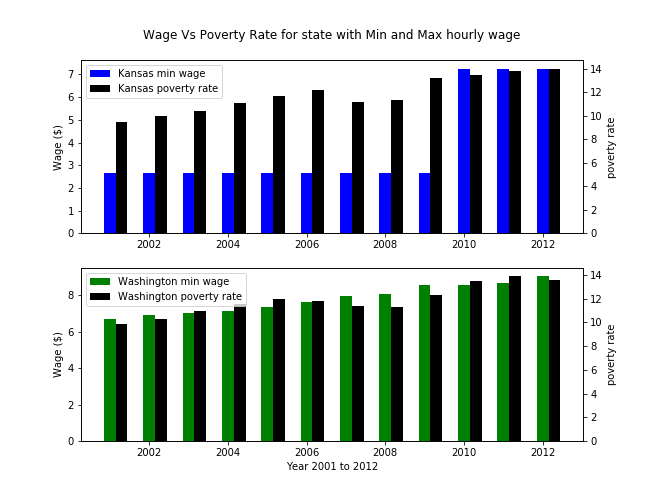 Wage Vs Poverty Rate for state with Min and Max hourly wage
Kansas min wage
Kansas poverty rate
Wage ($)
7
6
5
4
3
2
1
0
14
12
10
8
6
4
2
0
poverty rate
2002 2004 2006 2008 2010 2012
Washington min wage
Washington poverty rate
Wage ($)
8
6
4
2
0
14
12
10
8
6
4
2
0
poverty rate
2002 2004 2006 2008 2010 2012
Year 2001 to 2012